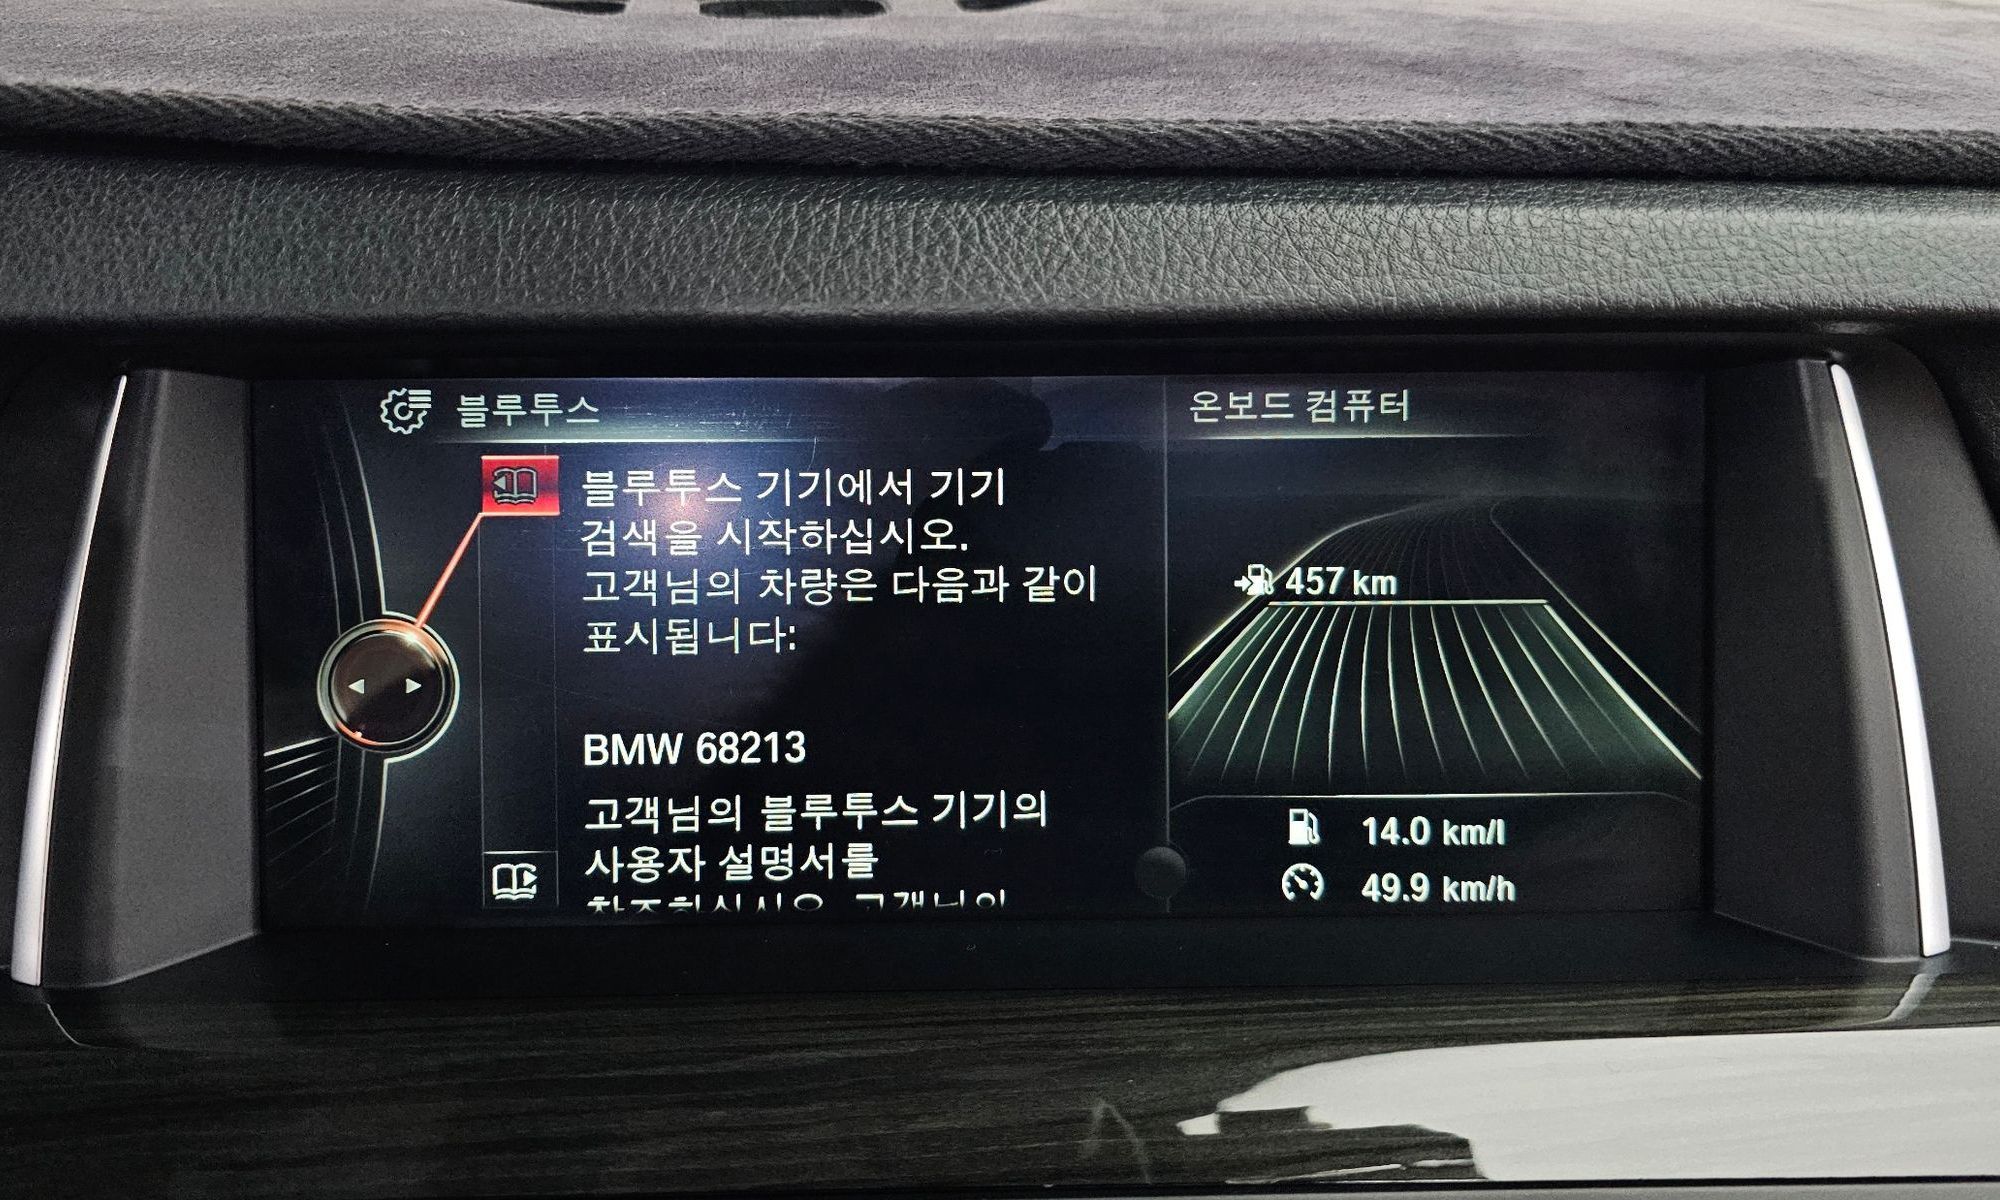 블루투스
블루투스 기기에서 기기
검색을 시작하십시오.
고객님의 차량은 다음과 같이
표시됩니다:
BMW 68213
고객님의 블루투스 기기의
사용자 설명서를
온보드 컴퓨터
457 km
14.0 km/l
49.9 km/h